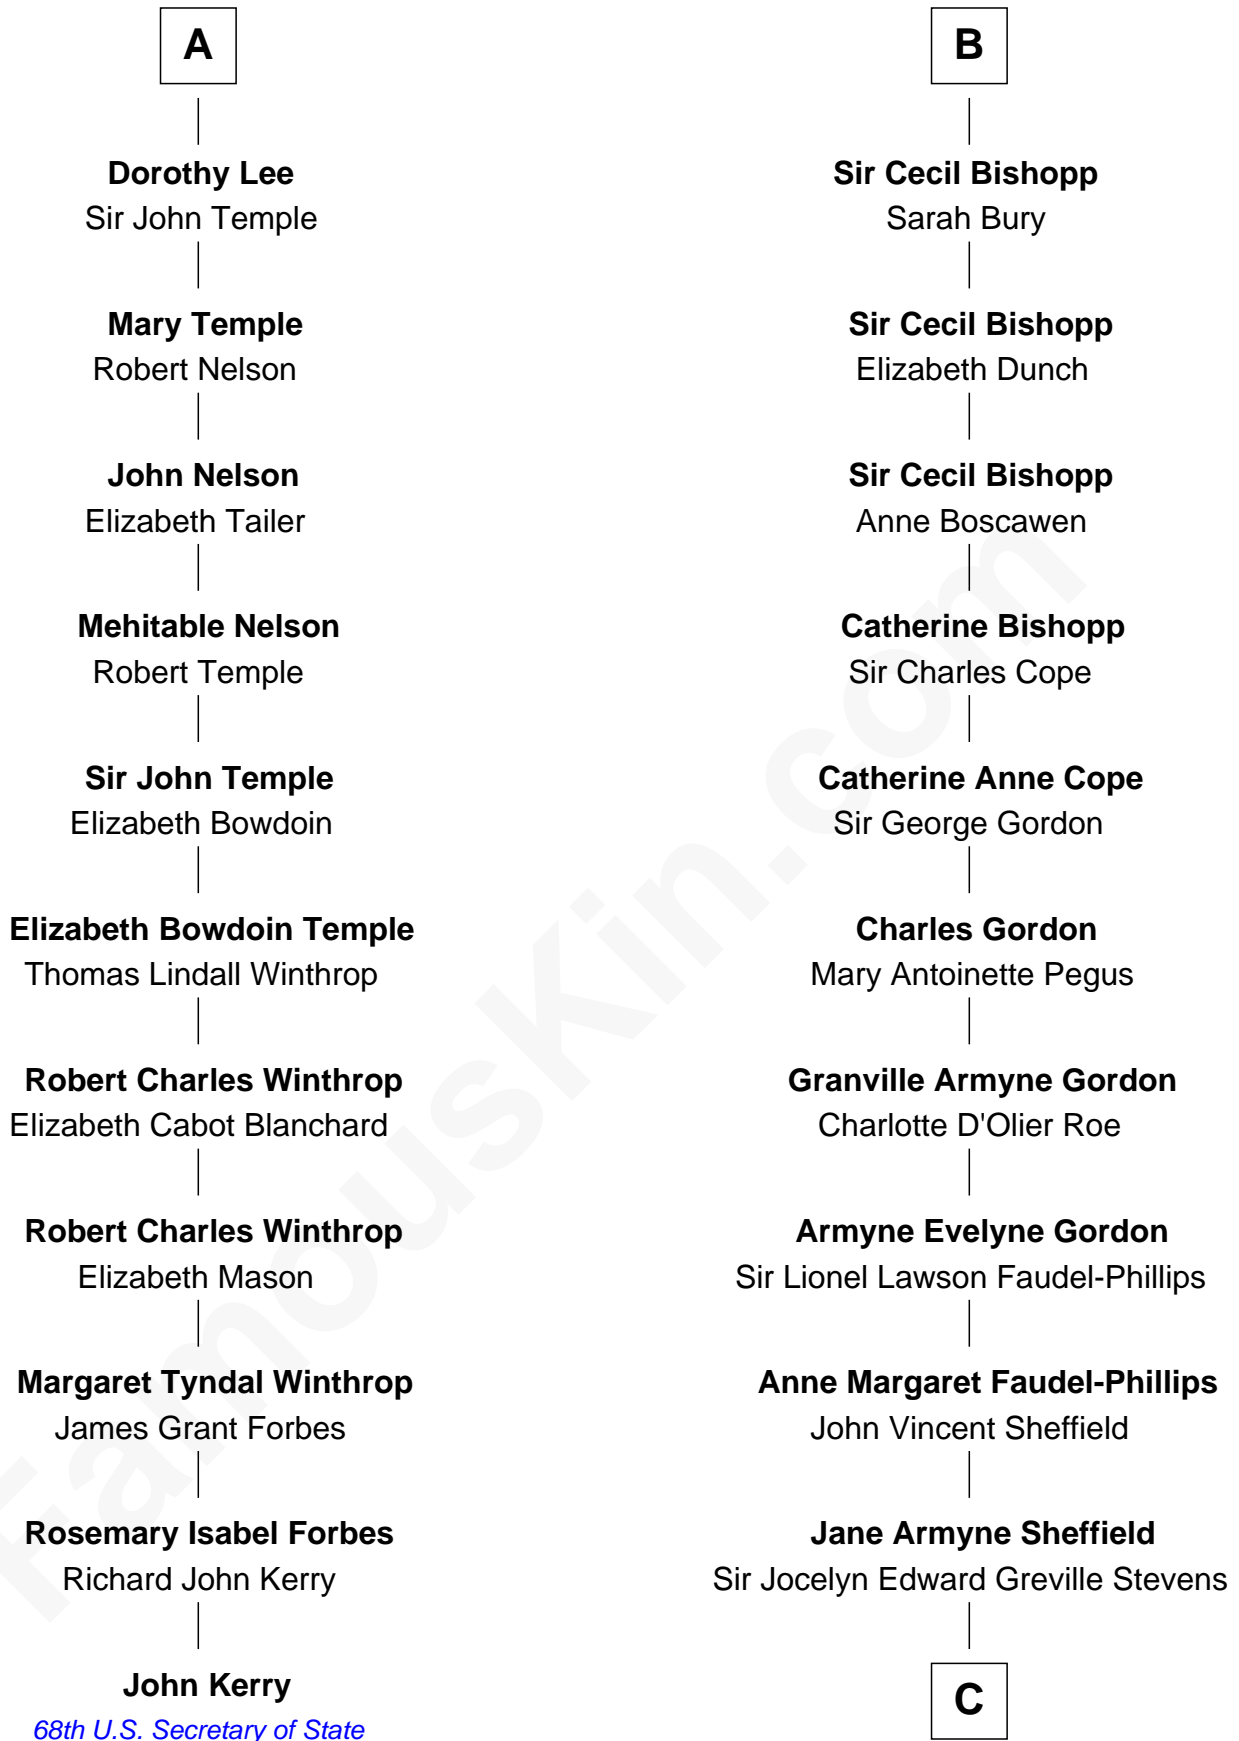 A
Dorothy Lee
Sir John Temple
Mary Temple
Robert Nelson
John Nelson
Elizabeth Tailer
Mehitable Nelson
Robert Temple
Sir John Temple
Elizabeth Bowdoin
Elizabeth Bowdoin Temple
Thomas Lindall Winthrop
Robert Charles Winthrop
Elizabeth Cabot Blanchard
Robert Charles Winthrop
Elizabeth Mason
Margaret Tyndal Winthrop
James Grant Forbes
Rosemary Isabel Forbes
Richard John Kerry
John Kerry
68th U.S. Secretary of State
B
Sir Cecil Bishopp
Sarah Bury
Sir Cecil Bishopp
Elizabeth Dunch
Sir Cecil Bishopp
Anne Boscawen
Catherine Bishopp
Sir Charles Cope
Catherine Anne Cope
Sir George Gordon
Charles Gordon
Mary Antoinette Pegus
Granville Armyne Gordon
Charlotte D'Olier Roe
Armyne Evelyne Gordon
Sir Lionel Lawson Faudel-Phillips
Anne Margaret Faudel-Phillips
John Vincent Sheffield
Jane Armyne Sheffield
Sir Jocelyn Edward Greville Stevens
C
FamousKin.com